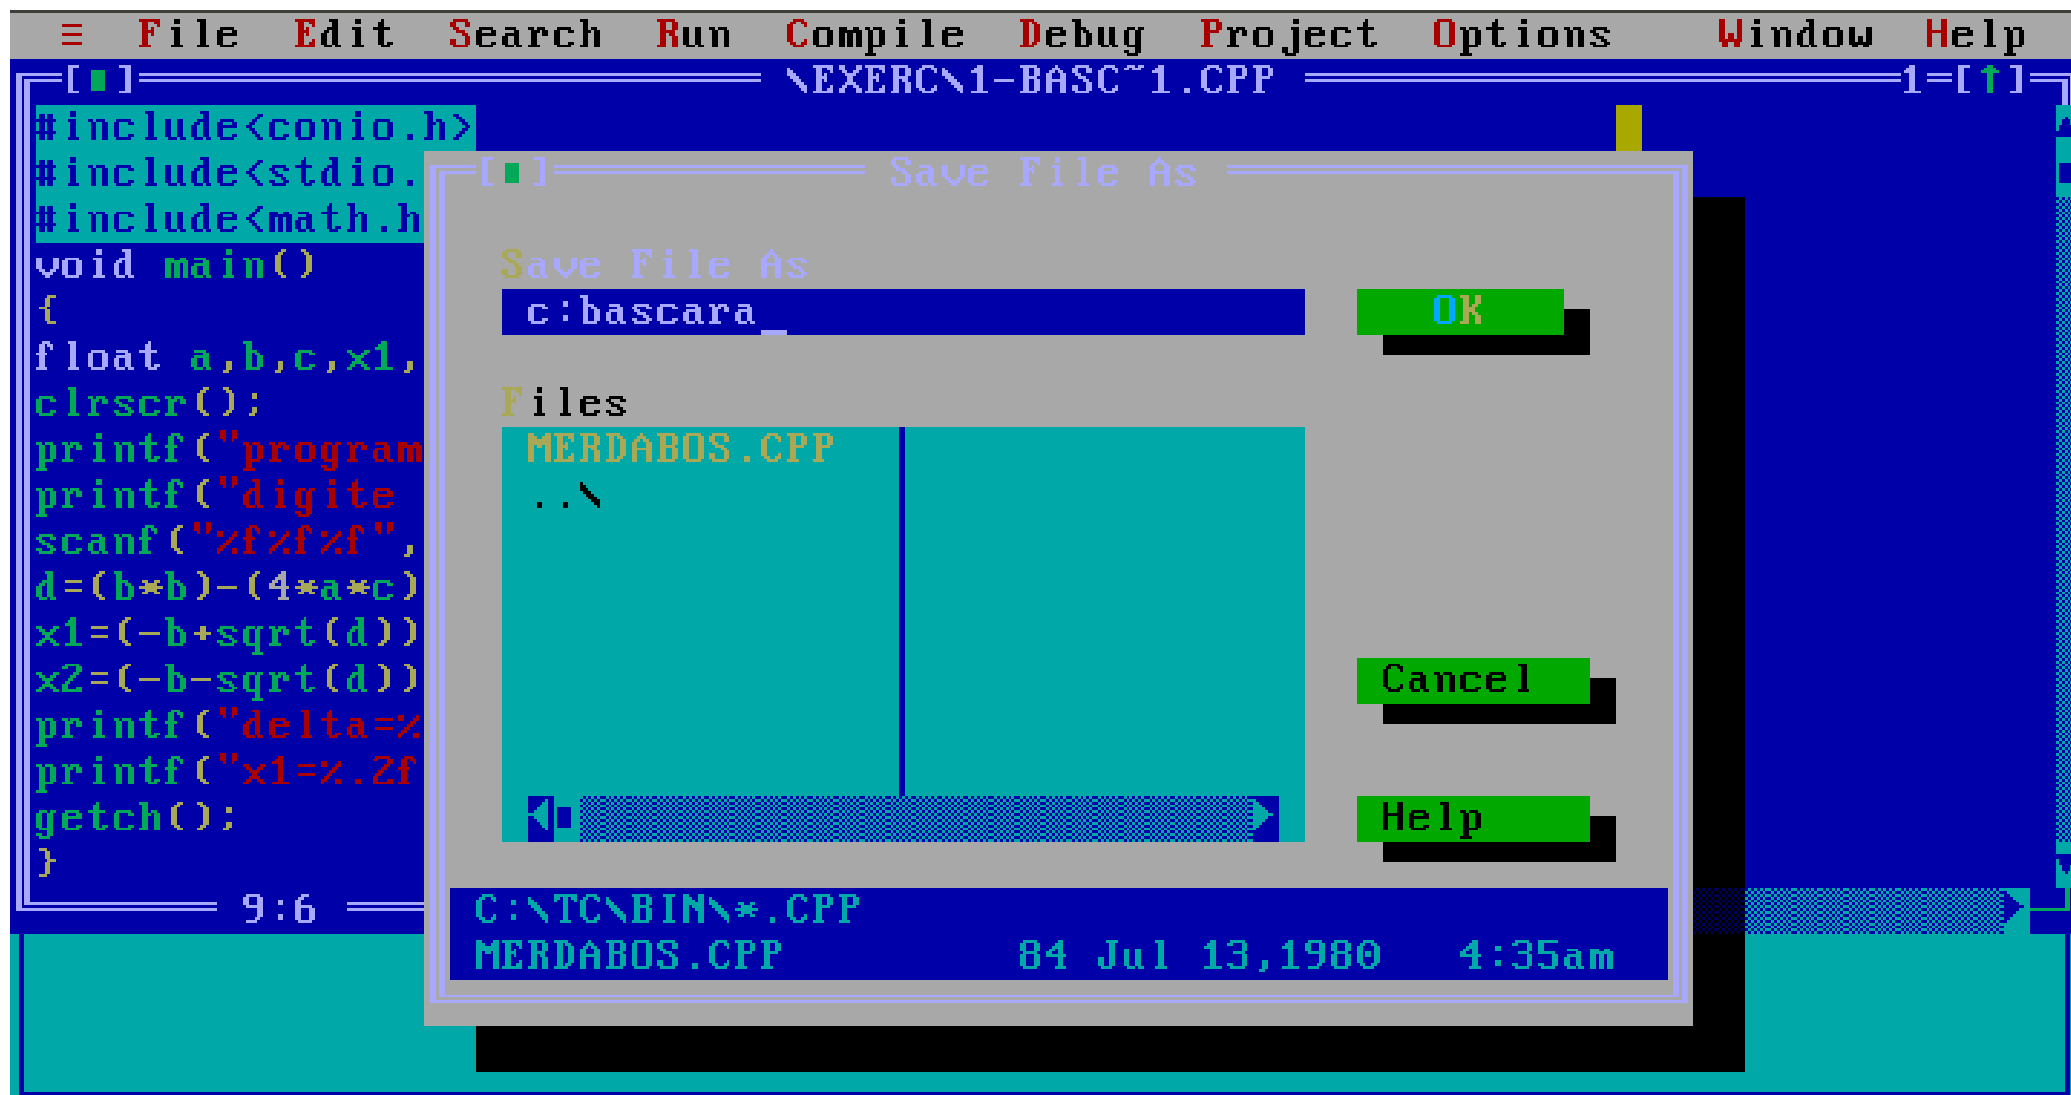 ≡ File Edit Search Run Compile Debug Project Options Window Help
[■] \EXERC\1-BASC~1.CPP 1=[↑]
#include<conio.h>
#include<stdio.
#include<math.h
void main()
{
float a,b,c,x1,
clrscr();
printf("program
printf("digite
scanf("%f%f%f",
d=(b*b)-(4*a*c)
x1=(-b+sqrt(d))
x2=(-b-sqrt(d))
printf("delta=%
printf("x1=%.2f
getch();
}
9:6
[■] Save File As
Save File As
c:bascara_
OK
Files
MERDABOS.CPP
..\
Cancel
Help
C:\TC\BIN\*.CPP
MERDABOS.CPP 84 Jul 13,1980 4:35am